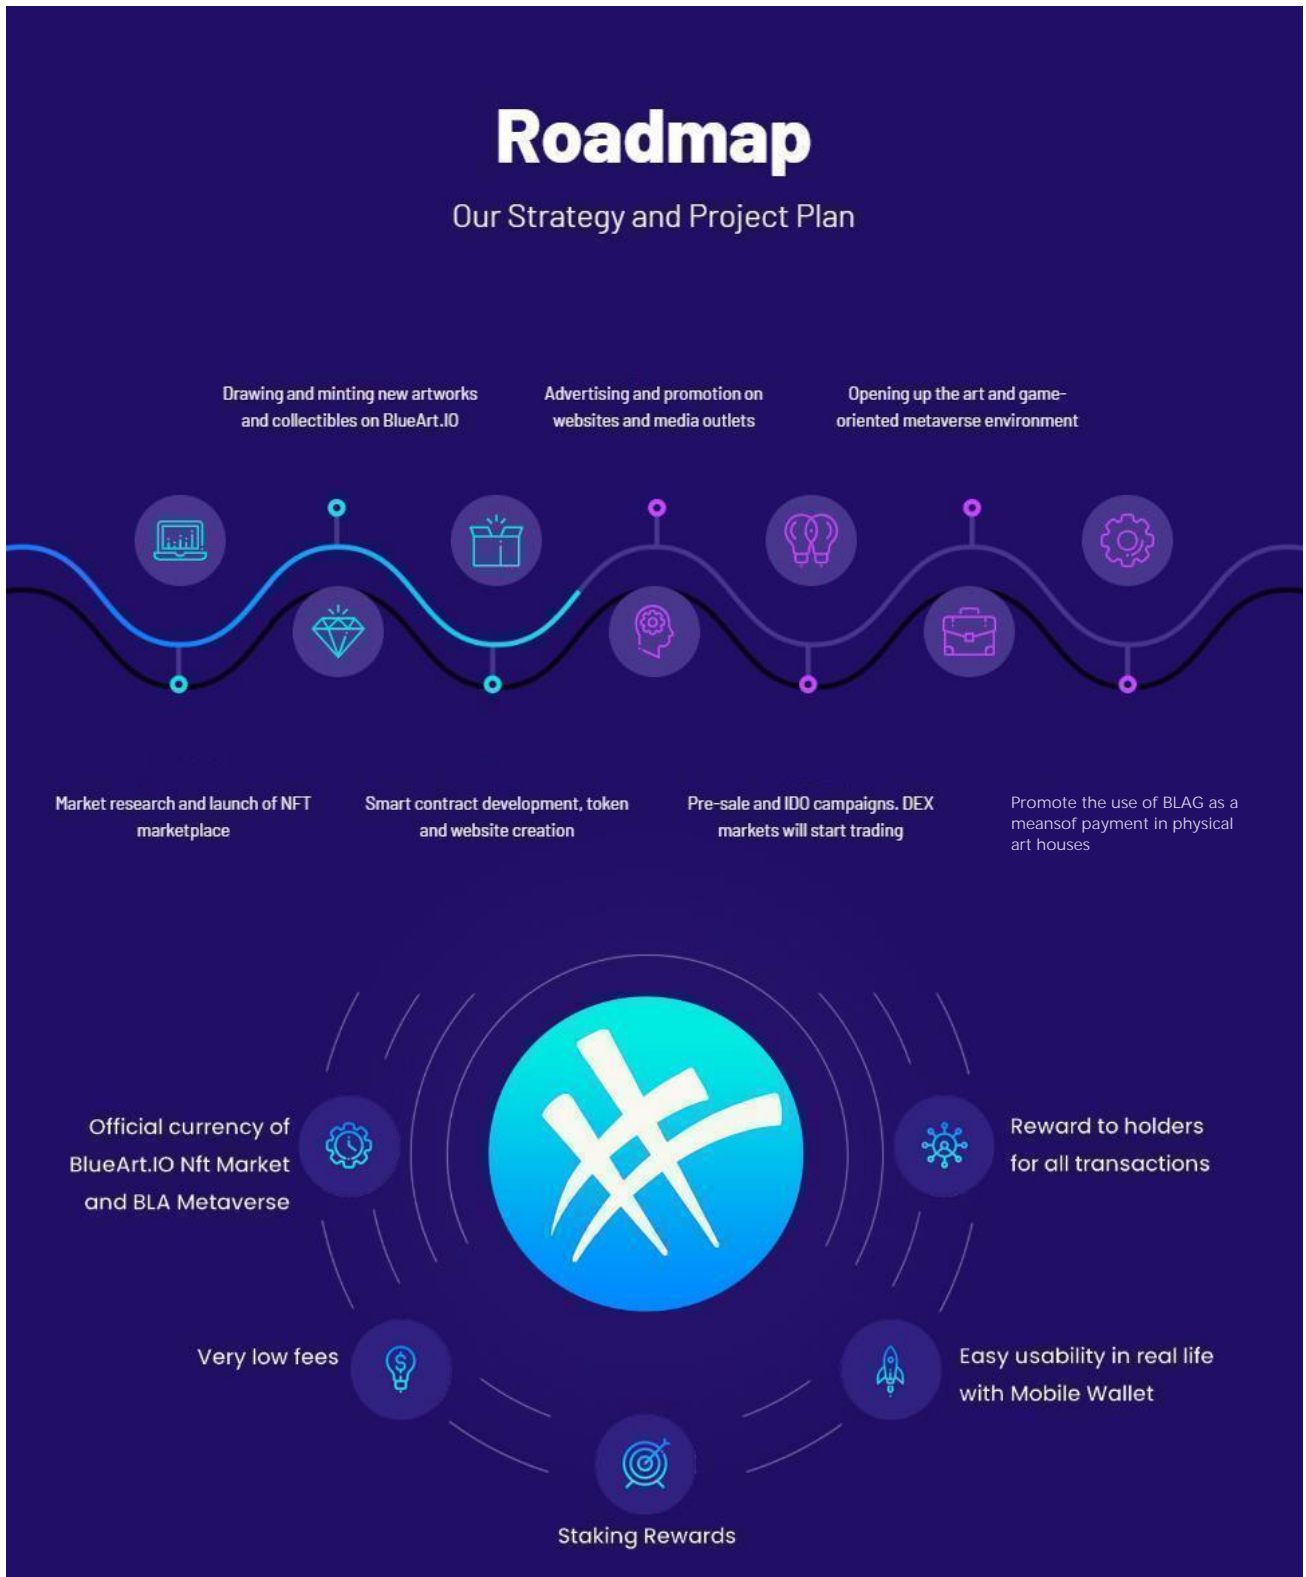 Roadmap
Our Strategy and Project Plan
Drawing and minting new artworks
and collectibles on BlueArt.IO
Advertising and promotion on
websites and media outlets
Opening up the art and game-
oriented metaverse environment
Market research and launch of NFT
marketplace
Smart contract development, token
and website creation
Pre-sale and IDO campaigns. DEX
markets will start trading
Promote the use of BLAG as a
meansof payment in physical
art houses
Official currency of
BlueArt.IO Nft Market
and BLA Metaverse
Reward to holders
for all transactions
Very low fees
Easy usability in real life
with Mobile Wallet
Staking Rewards